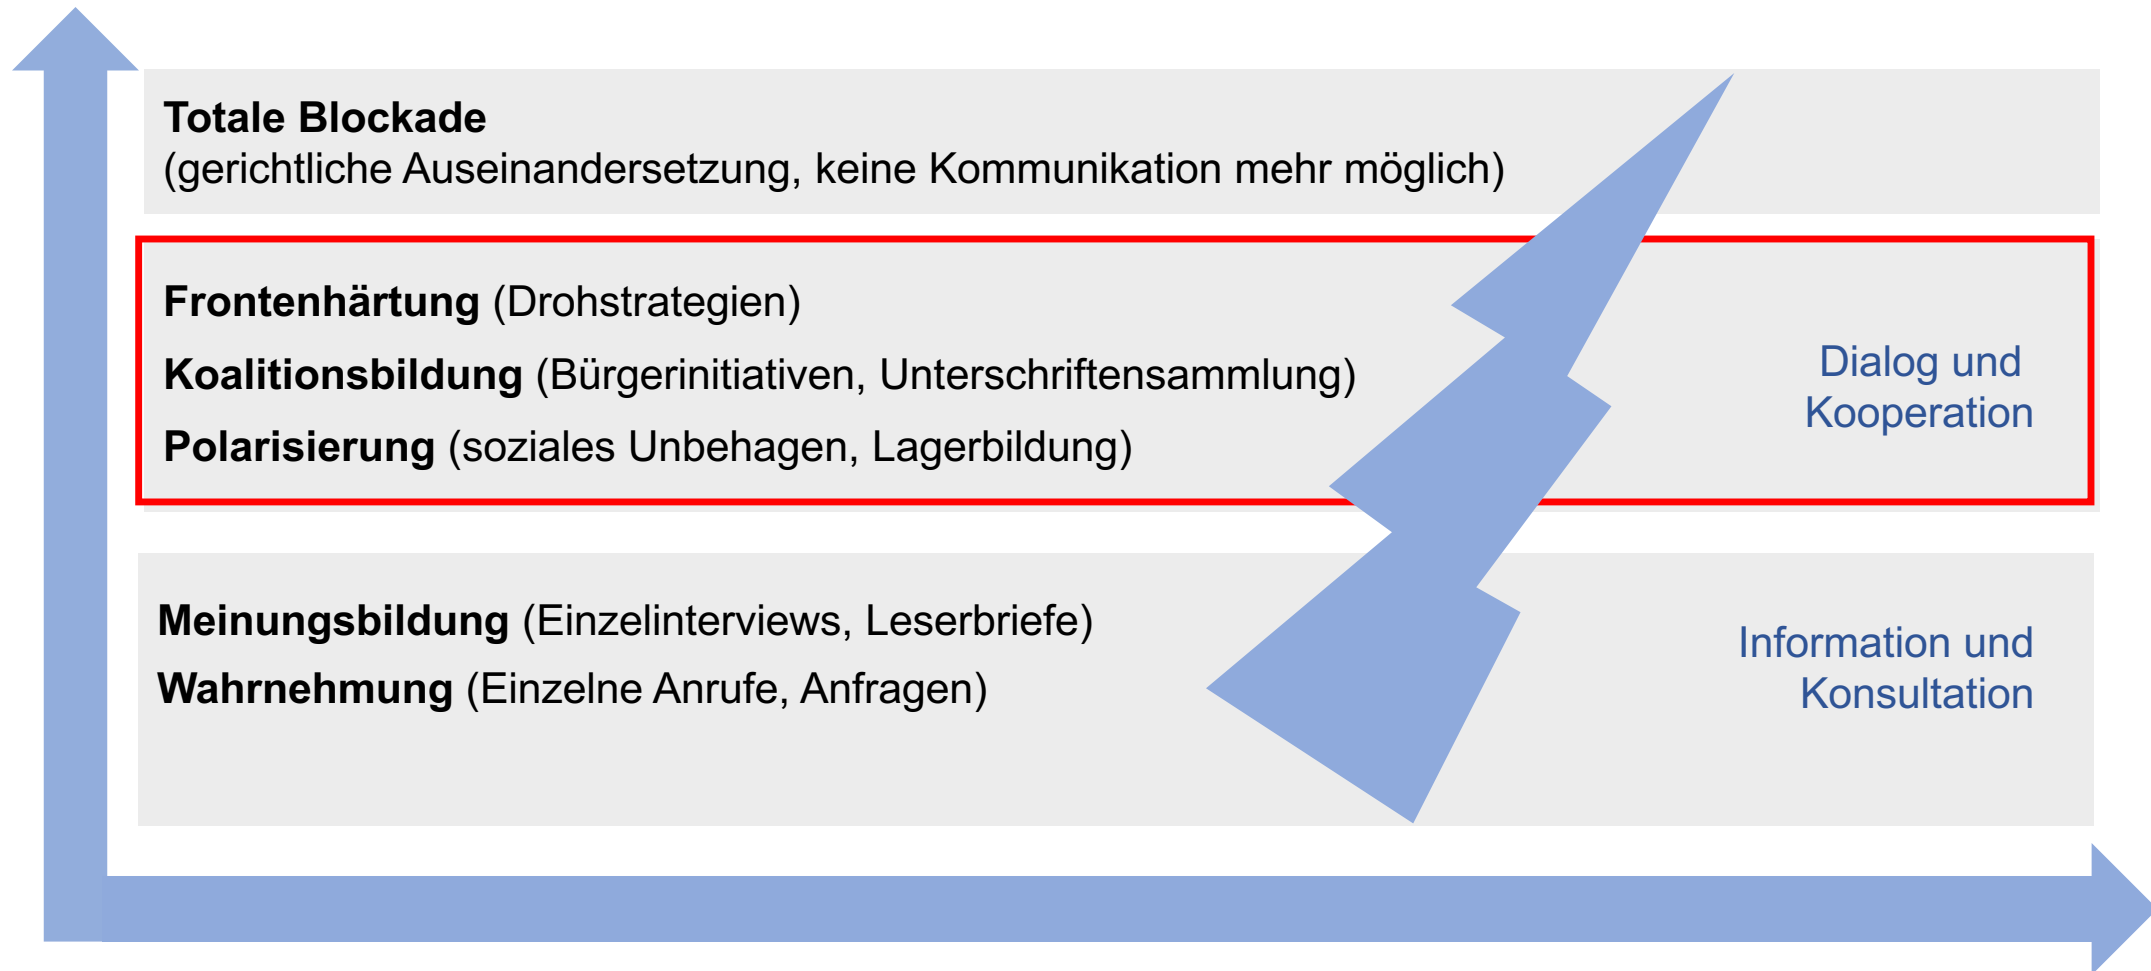 Totale Blockade
(gerichtliche Auseinandersetzung, keine Kommunikation mehr möglich)
Frontenhärtung (Drohstrategien)
Koalitionsbildung (Bürgerinitiativen, Unterschriftensammlung)
Polarisierung (soziales Unbehagen, Lagerbildung)
Dialog und
Kooperation
Meinungsbildung (Einzelinterviews, Leserbriefe)
Wahrnehmung (Einzelne Anrufe, Anfragen)
Information und
Konsultation